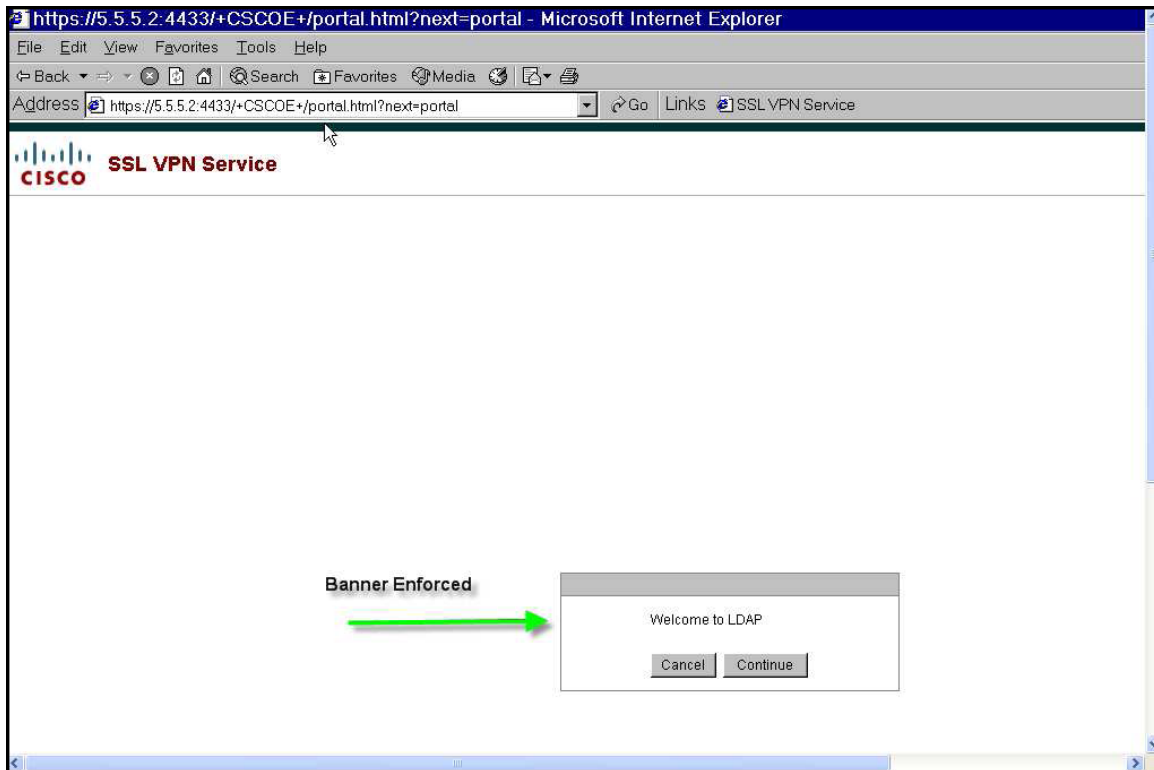 https://5.5.5.2:4433/+CSCOE+/portal.html?next=portal - Microsoft Internet Explorer
File Edit View Favorites Tools Help
Back Search Favorites Media
Address https://5.5.5.2:4433/+CSCOE+/portal.html?next=portal Go Links SSL VPN Service
CISCO SSL VPN Service
Banner Enforced
Welcome to LDAP
Cancel Continue